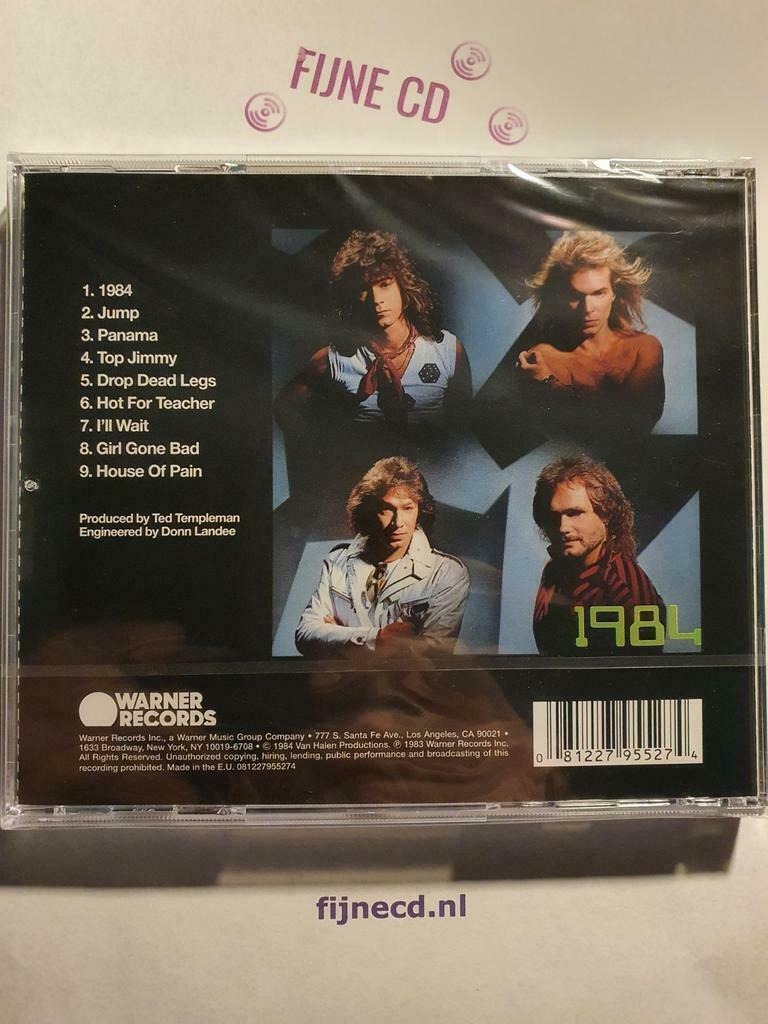 FIJNE CD
1. 1984
2. Jump
3. Panama
4. Top Jimmy
5. Drop Dead Legs
6. Hot For Teacher
7. I'll Wait
8. Girl Gone Bad
9. House Of Pain
Produced by Ted Templeman
Engineered by Donn Landee
1984
WARNER
RECORDS
Warner Records Inc., a Warner Music Group Company • 777 S. Santa Fe Ave., Los Angeles, CA 90021 •
1633 Broadway, New York, NY 10019-6708 • © 1984 Van Halen Productions. ℗ 1983 Warner Records Inc.
All Rights Reserved. Unauthorized copying, hiring, lending, public performance and broadcasting of this
recording prohibited. Made in the E.U. 081227955274
0 81227 95527 4
fijnecd.nl